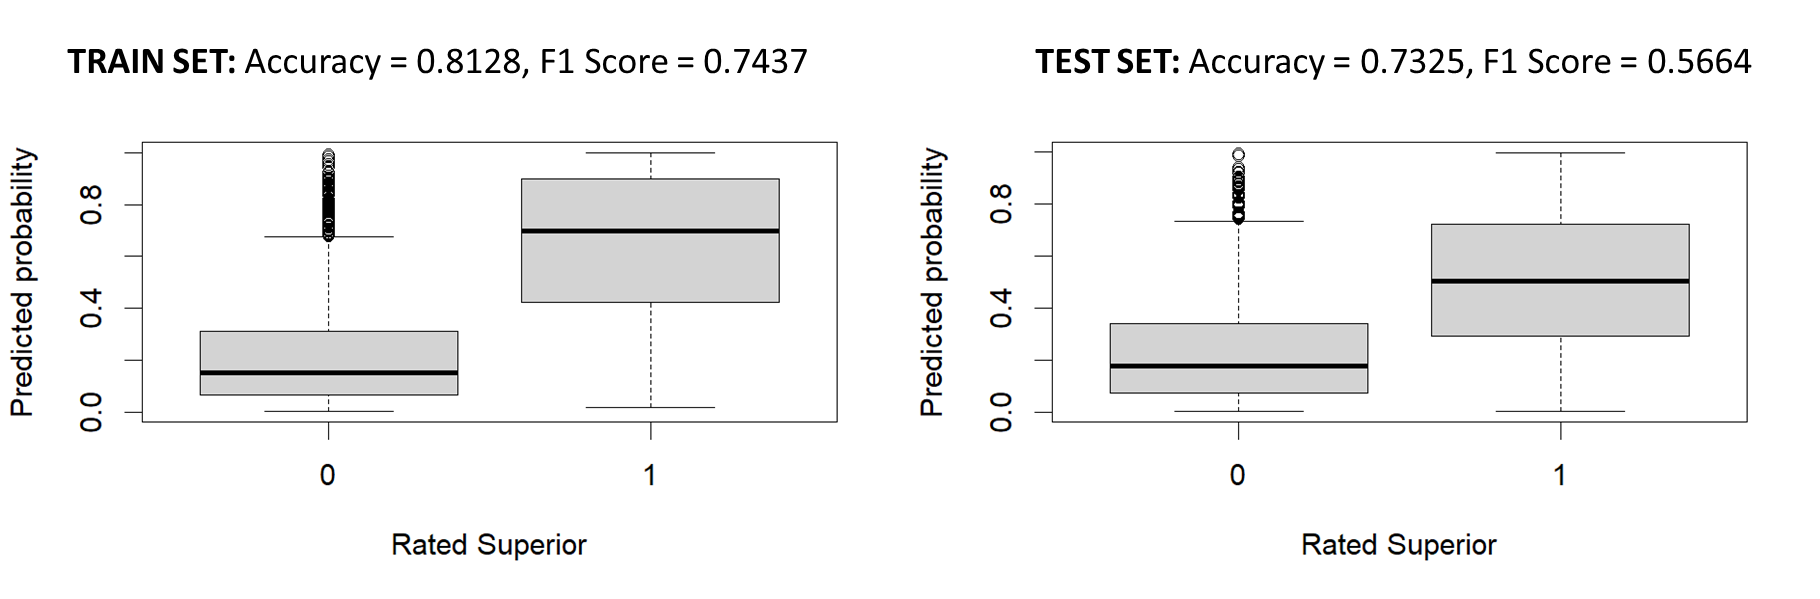 TRAIN SET: Accuracy = 0.8128, F1 Score = 0.7437
Predicted probability
0.8
0.4
0.0
0 1
Rated Superior
TEST SET: Accuracy = 0.7325, F1 Score = 0.5664
Predicted probability
0.8
0.4
0.0
0 1
Rated Superior